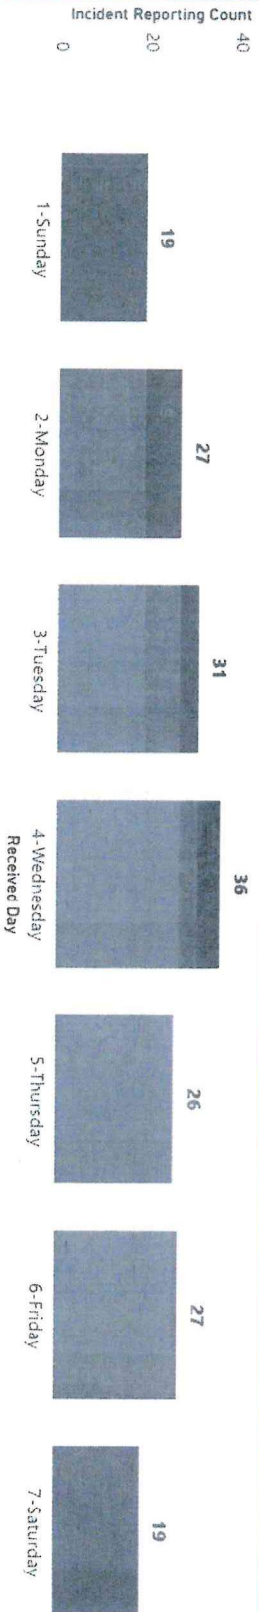 Incident Reporting Count
40
20
0
19
27
31
36
26
27
19
1-Sunday
2-Monday
3-Tuesday
4-Wednesday
5-Thursday
6-Friday
7-Saturday
Received Day